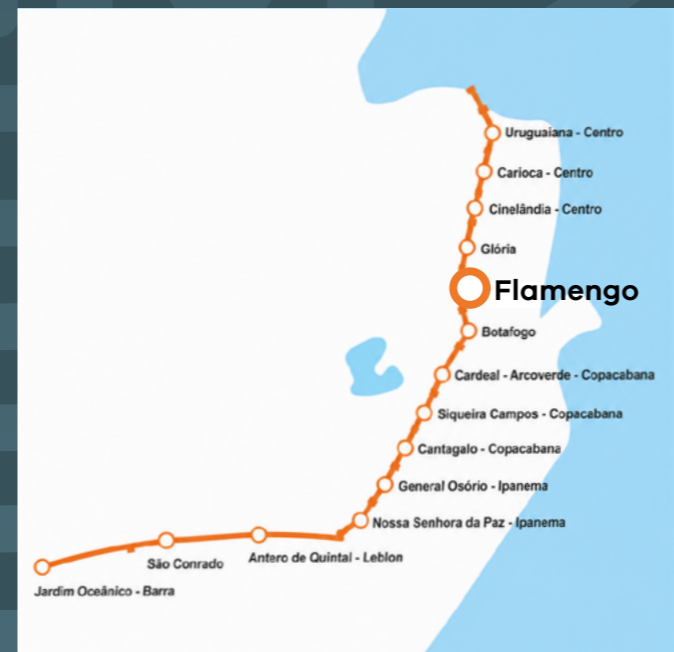 Uruguaiana - Centro
Carioca - Centro
Cinelândia - Centro
Glória
Flamengo
Botafogo
Cardeal - Arcoverde - Copacabana
Siqueira Campos - Copacabana
Cantagalo - Copacabana
General Osório - Ipanema
Nossa Senhora da Paz - Ipanema
Antero de Quintal - Leblon
São Conrado
Jardim Oceânico - Barra